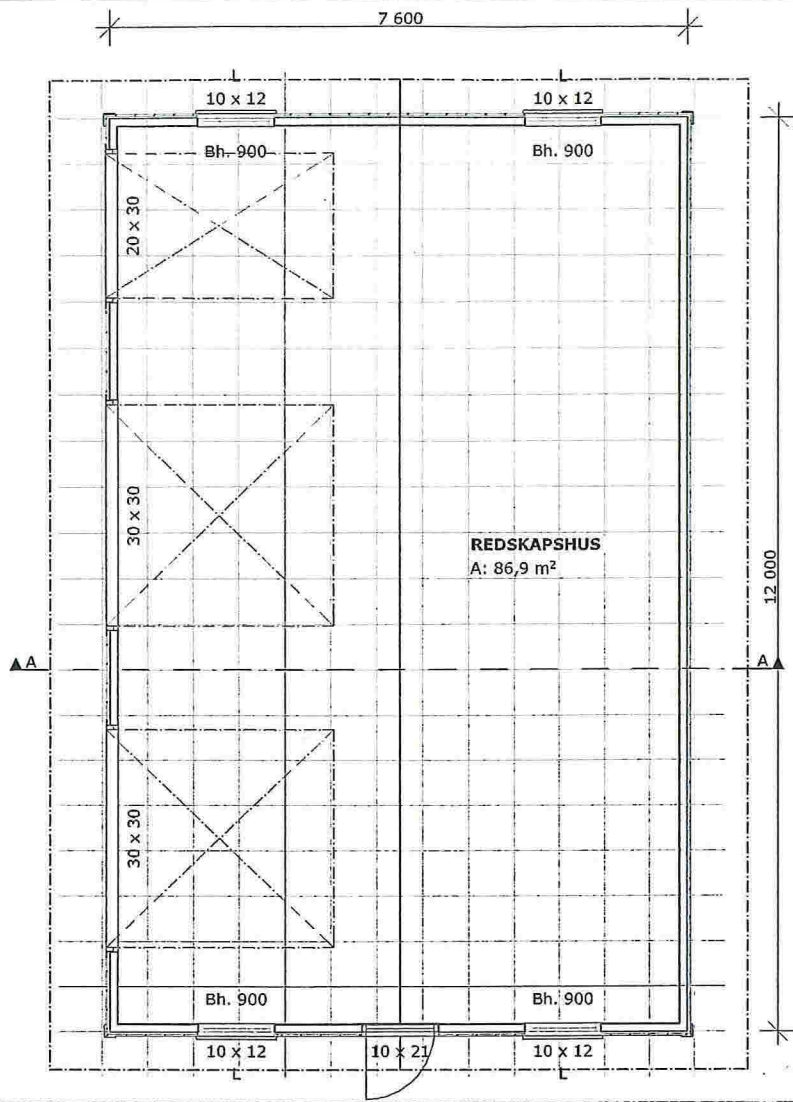 7 600
L
L
10 x 12
10 x 12
Bh. 900
Bh. 900
20 x 30
30 x 30
REDSKAPSHUS
A: 86,9 m²
12 000
A
A
30 x 30
Bh. 900
Bh. 900
10 x 12
10 x 21
10 x 12
L
L